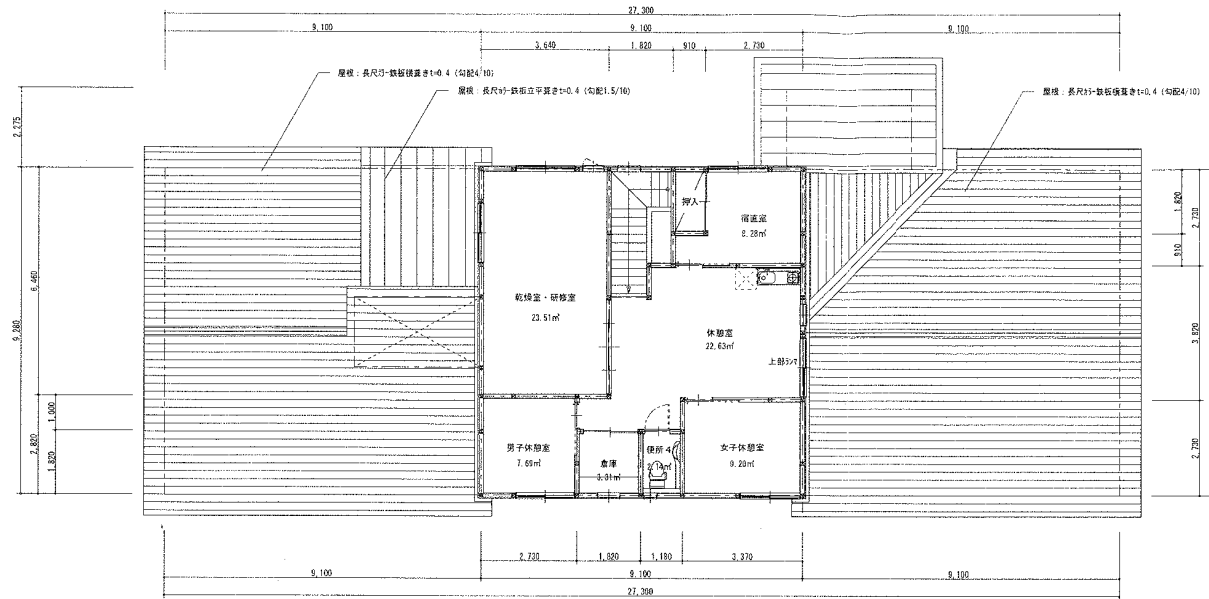 27,300
9,100
9,100
9,100
3,640
1,820
910
2,730
屋根：長尺ｶﾗｰ鉄板横葺きt=0.4 (勾配4/10)
屋根：長尺ｶﾗｰ鉄板立平葺きt=0.4 (勾配1.5/10)
屋根：長尺ｶﾗｰ鉄板横葺きt=0.4 (勾配4/10)
2,275
押入
宿直室
8.28㎡
1,820
2,730
910
6,460
9,280
乾燥室・研修室
23.51㎡
休憩室
22.63㎡
上部ﾗﾝﾏ
3,820
1,000
2,820
1,820
男子休憩室
7.69㎡
倉庫
3.31㎡
便所 4
2.14㎡
女子休憩室
9.20㎡
2,730
2,730
1,820
1,180
3,370
9,100
9,100
9,100
27,300